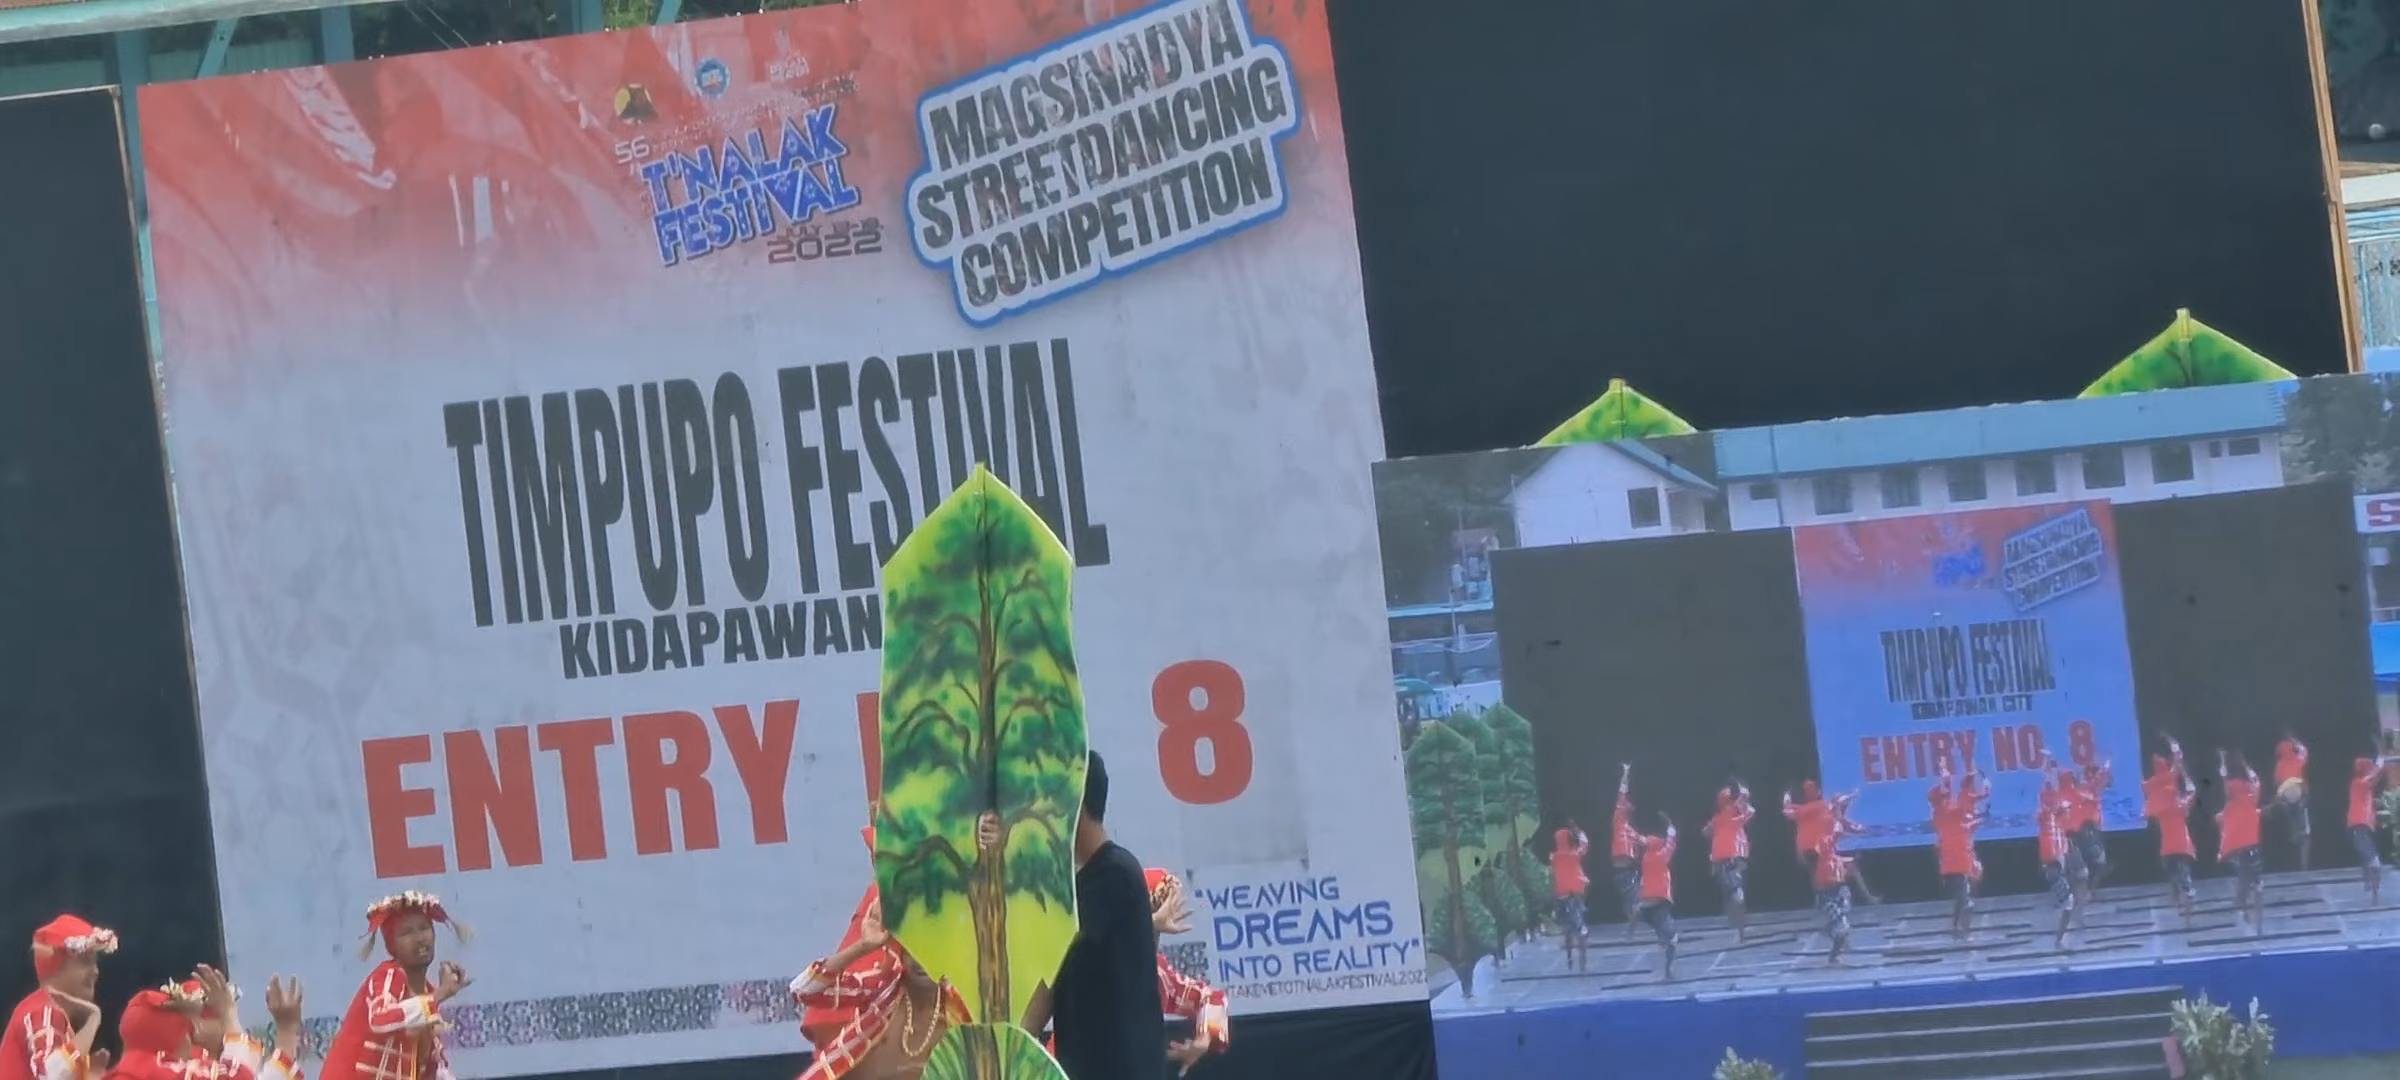 56
T'NALAK
FESTIVAL
2022
MAGSINADYA
STREETDANCING
COMPETITION
TIMPUPO FESTIVAL
KIDAPAWAN
ENTRY
8
"WEAVING
DREAMS
INTO REALITY"
TAKEMETOTNALAKFESTIVAL202
MAGSINADYA
STREETDANCING
COMPETITION
TIMPUPO FESTIVAL
KIDAPAWAN CITY
ENTRY NO. 8
S